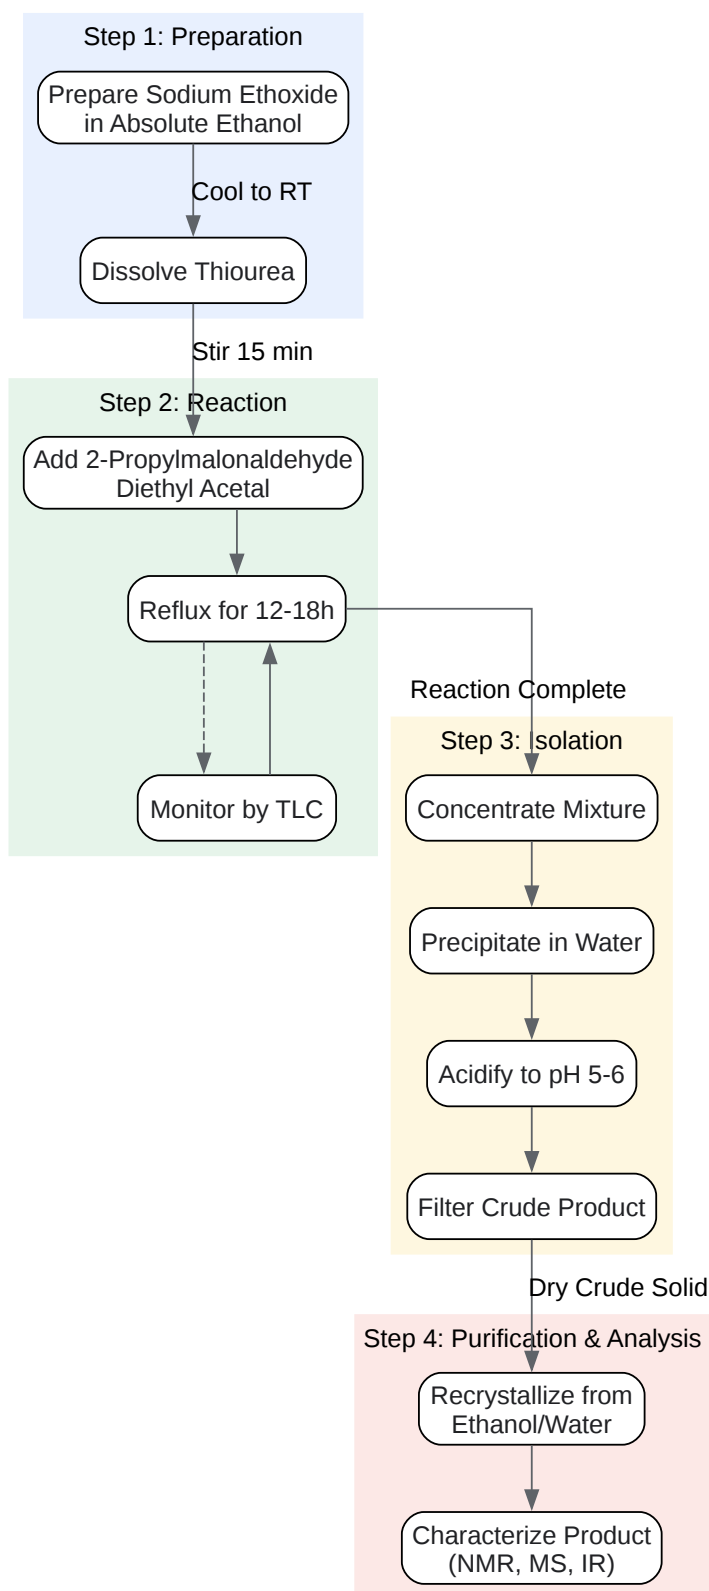 Step 1: Preparation
Prepare Sodium Ethoxide
in Absolute Ethanol
Cool to RT
Dissolve Thiourea
Stir 15 min
Step 2: Reaction
Add 2-Propylmalonaldehyde
Diethyl Acetal
Reflux for 12-18h
Monitor by TLC
Reaction Complete
Step 3: Isolation
Concentrate Mixture
Precipitate in Water
Acidify to pH 5-6
Filter Crude Product
Dry Crude Solid
Step 4: Purification & Analysis
Recrystallize from
Ethanol/Water
Characterize Product
(NMR, MS, IR)